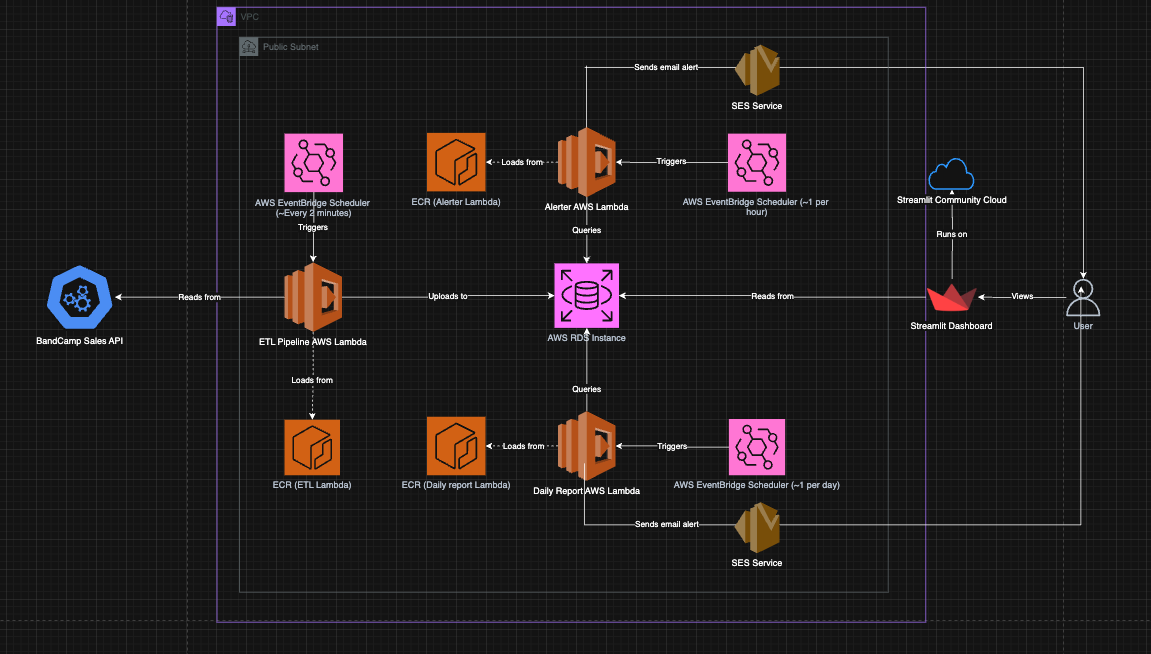 VPC
Public Subnet
Sends email alert
SES Service
AWS EventBridge Scheduler
(~Every 2 minutes)
Triggers
ECR (Alerter Lambda)
Loads from
Alerter AWS Lambda
Triggers
AWS EventBridge Scheduler (~1 per
hour)
Queries
Streamlit Community Cloud
Runs on
BandCamp Sales API
Reads from
ETL Pipeline AWS Lambda
Uploads to
AWS RDS Instance
Reads from
Streamlit Dashboard
Views
User
Loads from
ECR (ETL Lambda)
Queries
ECR (Daily report Lambda)
Loads from
Daily Report AWS Lambda
Triggers
AWS EventBridge Scheduler (~1 per day)
Sends email alert
SES Service